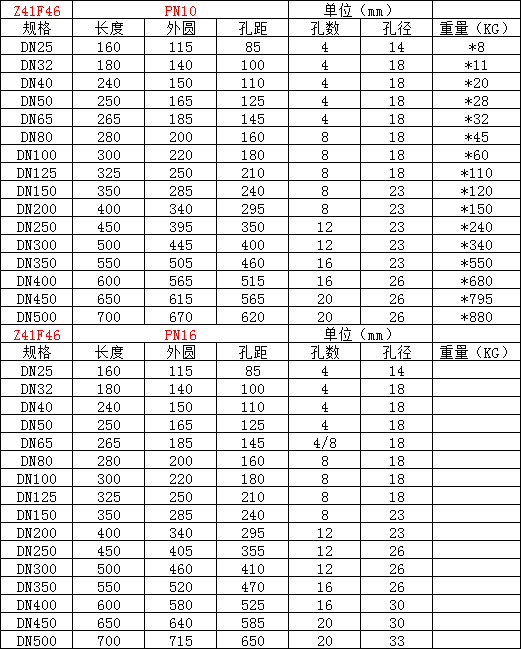 Z41F46 PN10 单位（mm）
规格 长度 外圆 孔距 孔数 孔径 重量（KG）
DN25 160 115 85 4 14 *8
DN32 180 140 100 4 18 *11
DN40 240 150 110 4 18 *20
DN50 250 165 125 4 18 *28
DN65 265 185 145 4 18 *32
DN80 280 200 160 8 18 *45
DN100 300 220 180 8 18 *60
DN125 325 250 210 8 18 *110
DN150 350 285 240 8 23 *120
DN200 400 340 295 8 23 *150
DN250 450 395 350 12 23 *240
DN300 500 445 400 12 23 *340
DN350 550 505 460 16 23 *550
DN400 600 565 515 16 26 *680
DN450 650 615 565 20 26 *795
DN500 700 670 620 20 26 *880
Z41F46 PN16 单位（mm）
规格 长度 外圆 孔距 孔数 孔径 重量（KG）
DN25 160 115 85 4 14
DN32 180 140 100 4 18
DN40 240 150 110 4 18
DN50 250 165 125 4 18
DN65 265 185 145 4/8 18
DN80 280 200 160 8 18
DN100 300 220 180 8 18
DN125 325 250 210 8 18
DN150 350 285 240 8 23
DN200 400 340 295 12 23
DN250 450 405 355 12 26
DN300 500 460 410 12 26
DN350 550 520 470 16 26
DN400 600 580 525 16 30
DN450 650 640 585 20 30
DN500 700 715 650 20 33